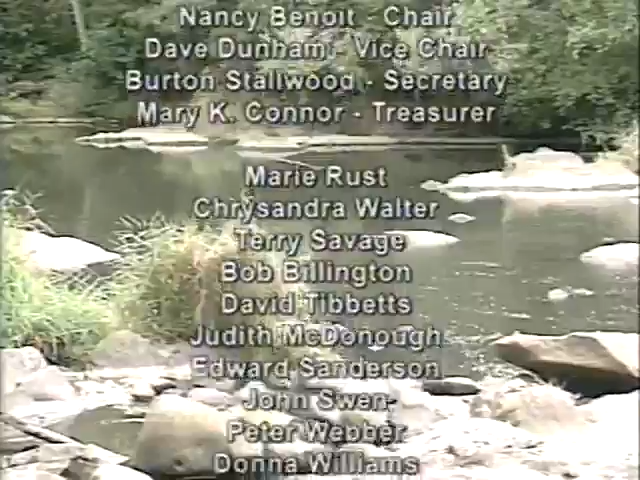 Nancy Benoit - Chair
Dave Dunham - Vice Chair
Burton Stallwood - Secretary
Mary K. Connor - Treasurer
Marie Rust
Chrysandra Walter
Terry Savage
Bob Billington
David Tibbetts
Judith McDonough
Edward Sanderson
John Swen
Peter Webber
Donna Williams